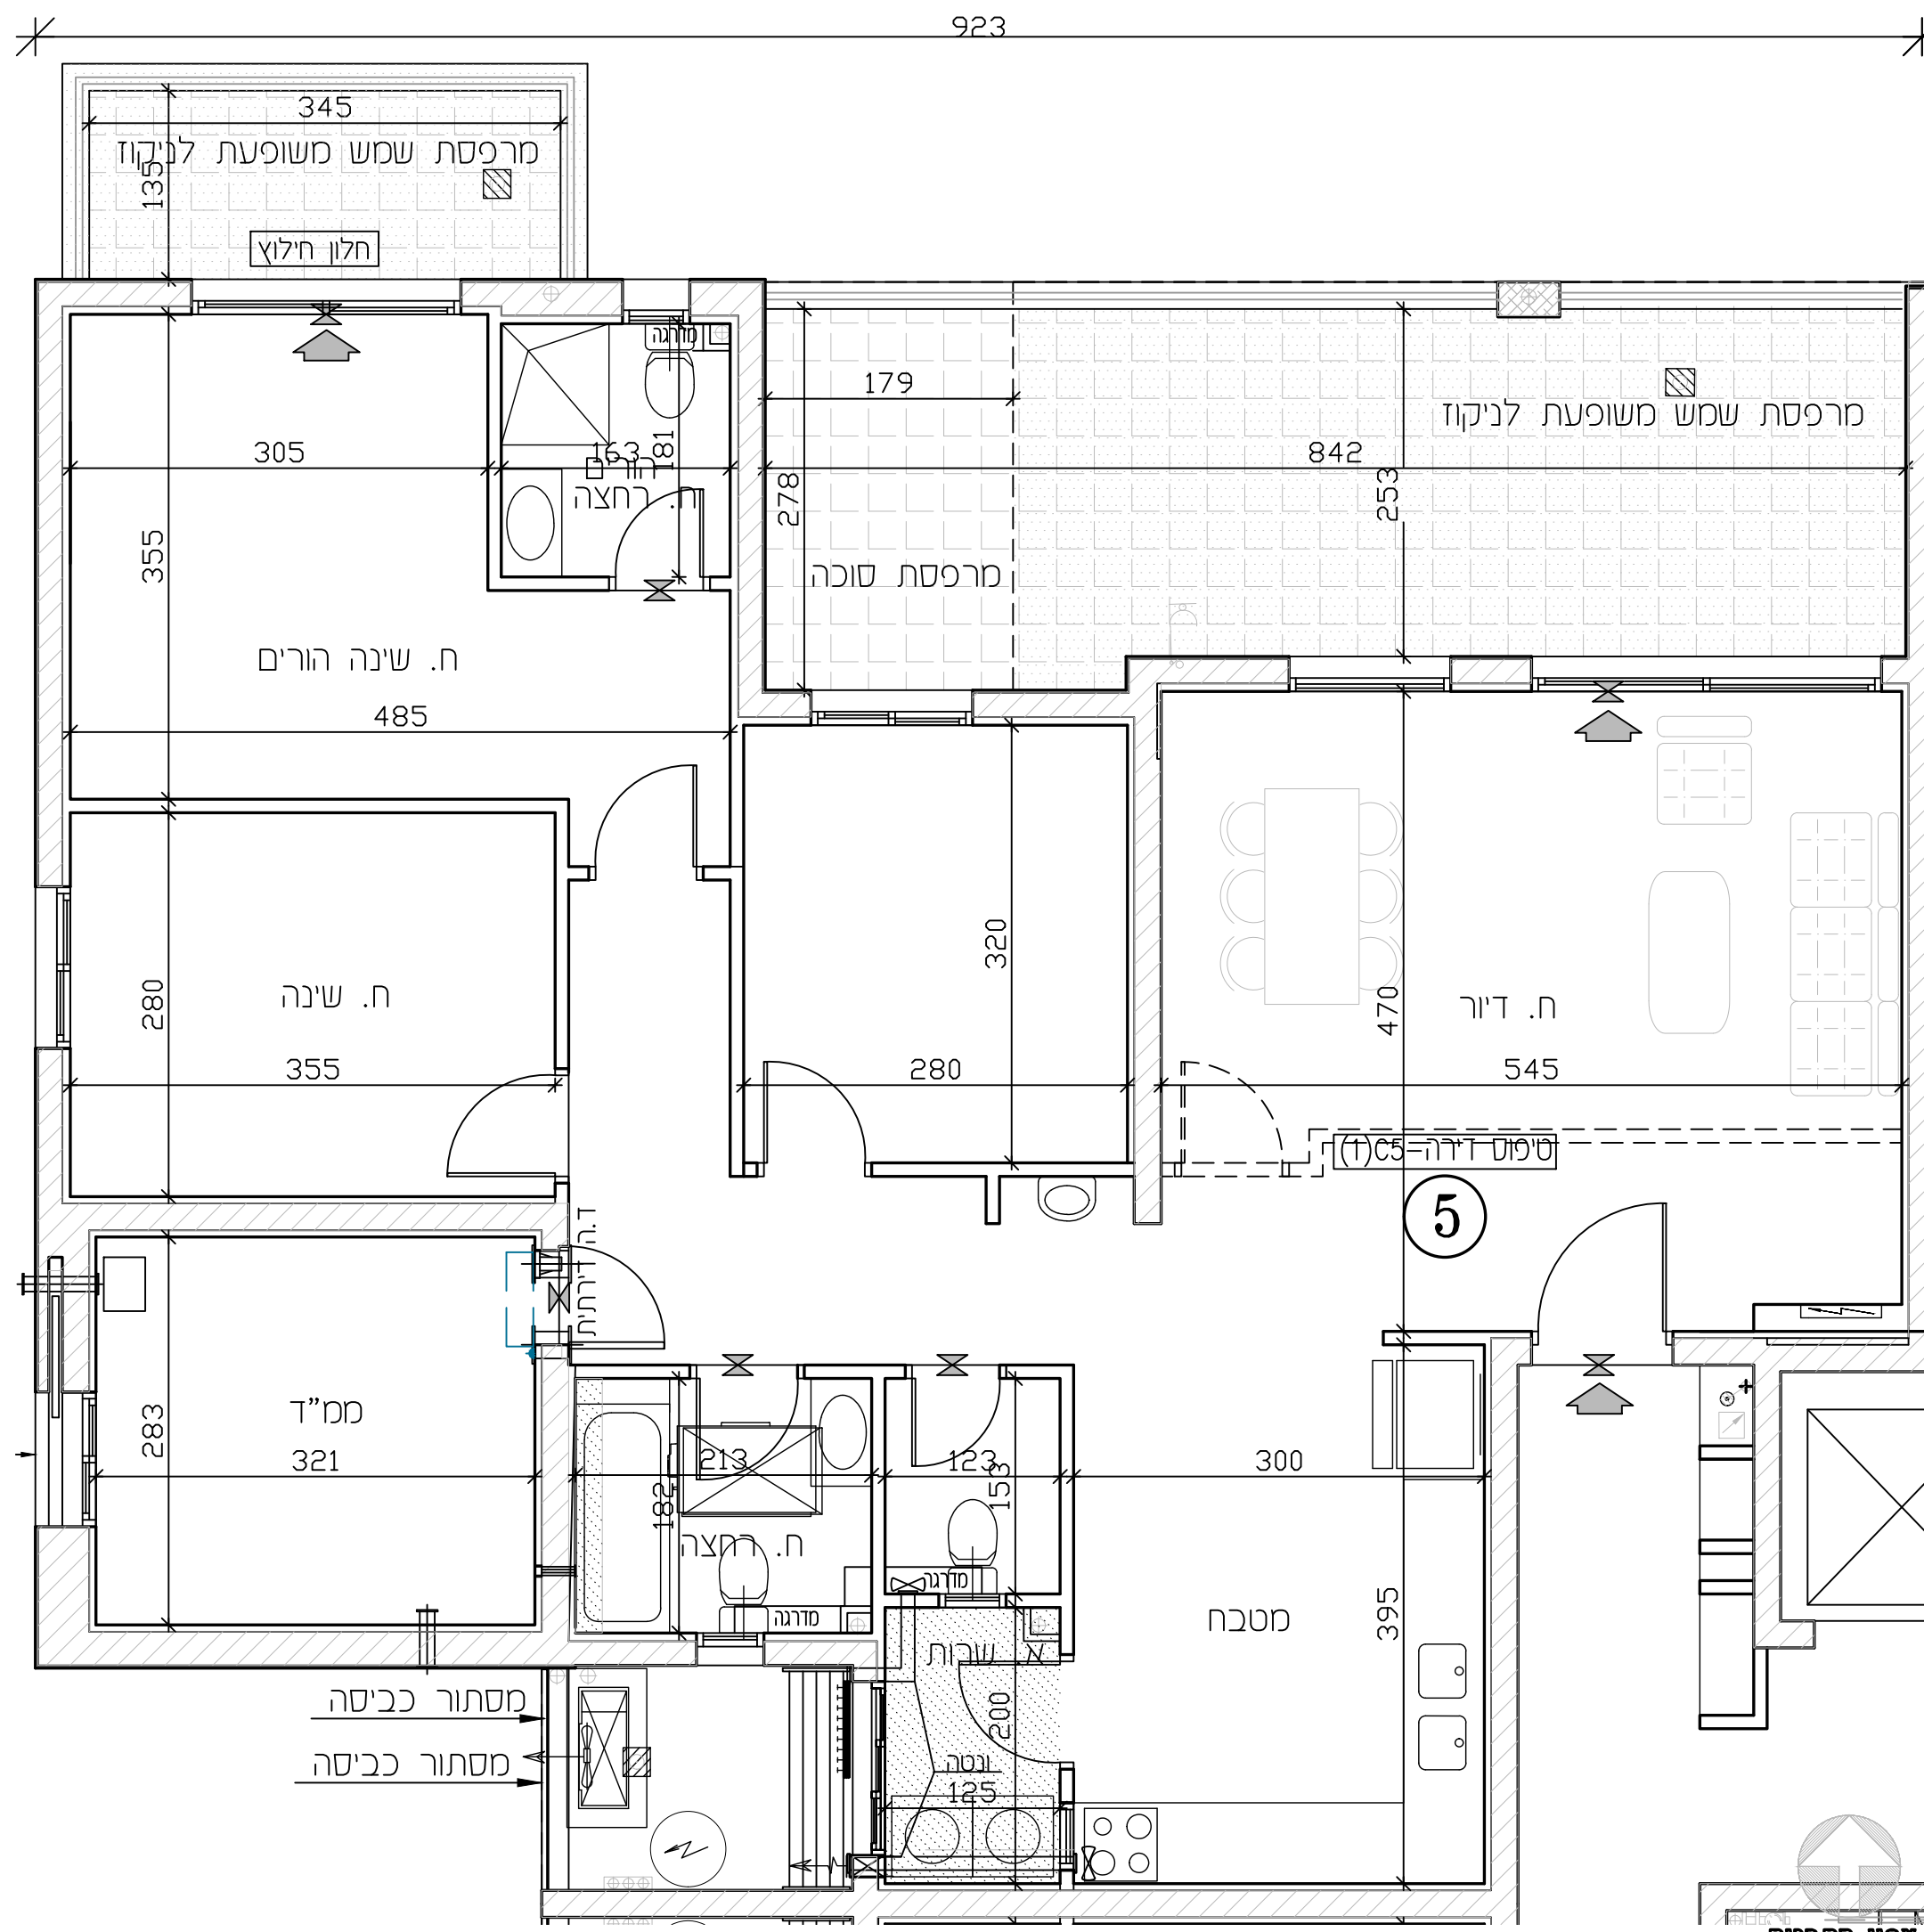 923
345
מרפסת שמש משופעת לניקוז
135
חלון חילוץ
מדרגה
179
מרפסת שמש משופעת לניקוז
305
163
181
842
הורים
ח. רחצה
278
253
355
מרפסת סוכה
ח. שינה הורים
485
320
280
ח. שינה
470
ח. דיור
355
280
545
טיפוס דירה-C5(1)
5
ד.ה דירתית
ממ"ד
283
321
213
182
123
153
300
ח. רחצה
מדרגה
מדרגה
מטבח
395
א. שרות
200
מסתור כביסה
מסתור כביסה
ונטה
125